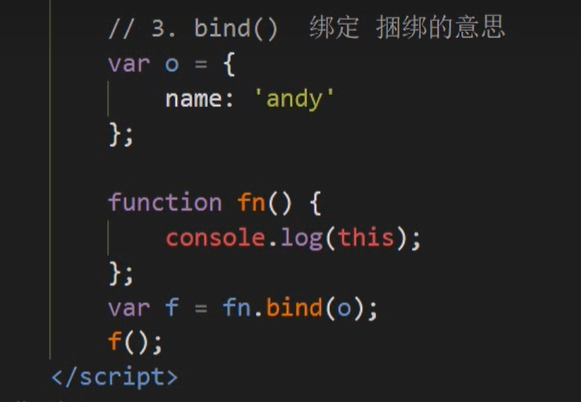 // 3. bind() 绑定 捆绑的意思
var o = {
name: 'andy'
};
function fn() {
console.log(this);
};
var f = fn.bind(o);
f();
</script>